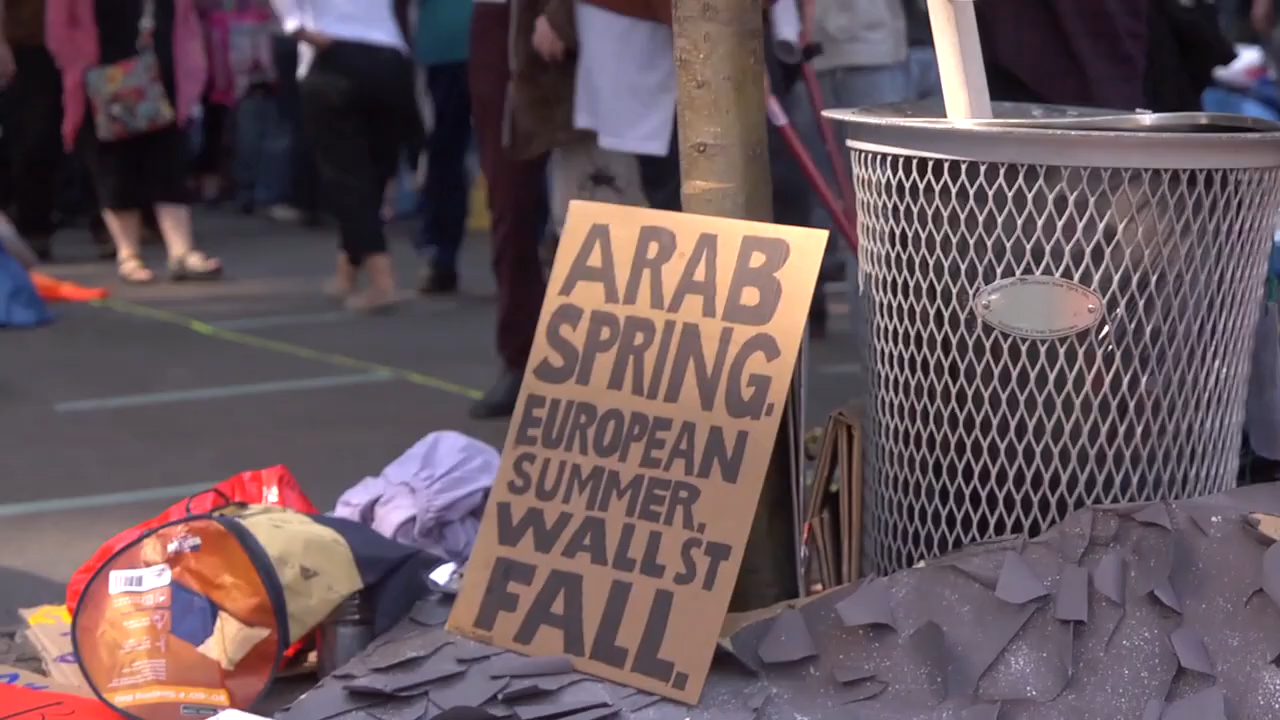 ARAB
SPRING.
EUROPEAN
SUMMER.
WALL ST
FALL.